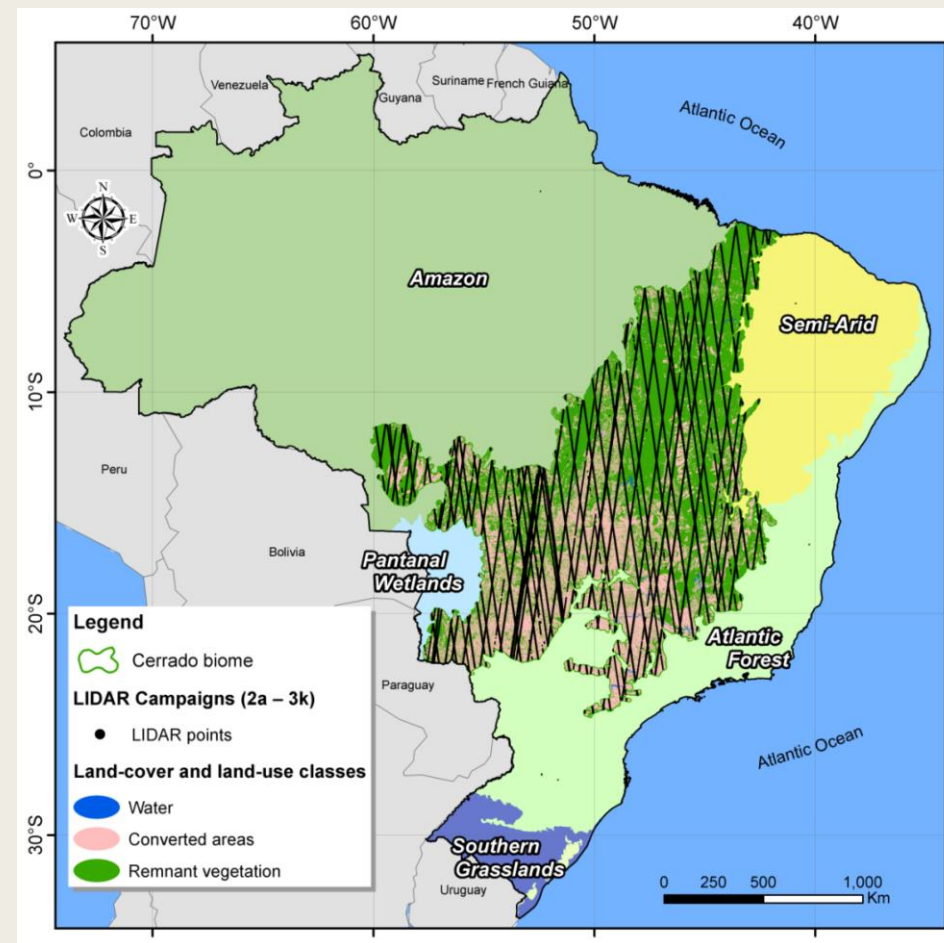 70°W 60°W 50°W 40°W
Venezuela
Suriname French Guiana
Guyana
Colombia
Atlantic Ocean
0°
N
W E
S
Amazon
Semi-Arid
10°S
Peru
Bolivia
Pantanal
Wetlands
20°S
Atlantic
Forest
Paraguay
Legend
Cerrado biome
LIDAR Campaigns (2a – 3k)
LIDAR points
Land-cover and land-use classes
Water
Converted areas
Remnant vegetation
Atlantic Ocean
30°S
Southern
Grasslands
Uruguay
0 250 500 1,000
Km